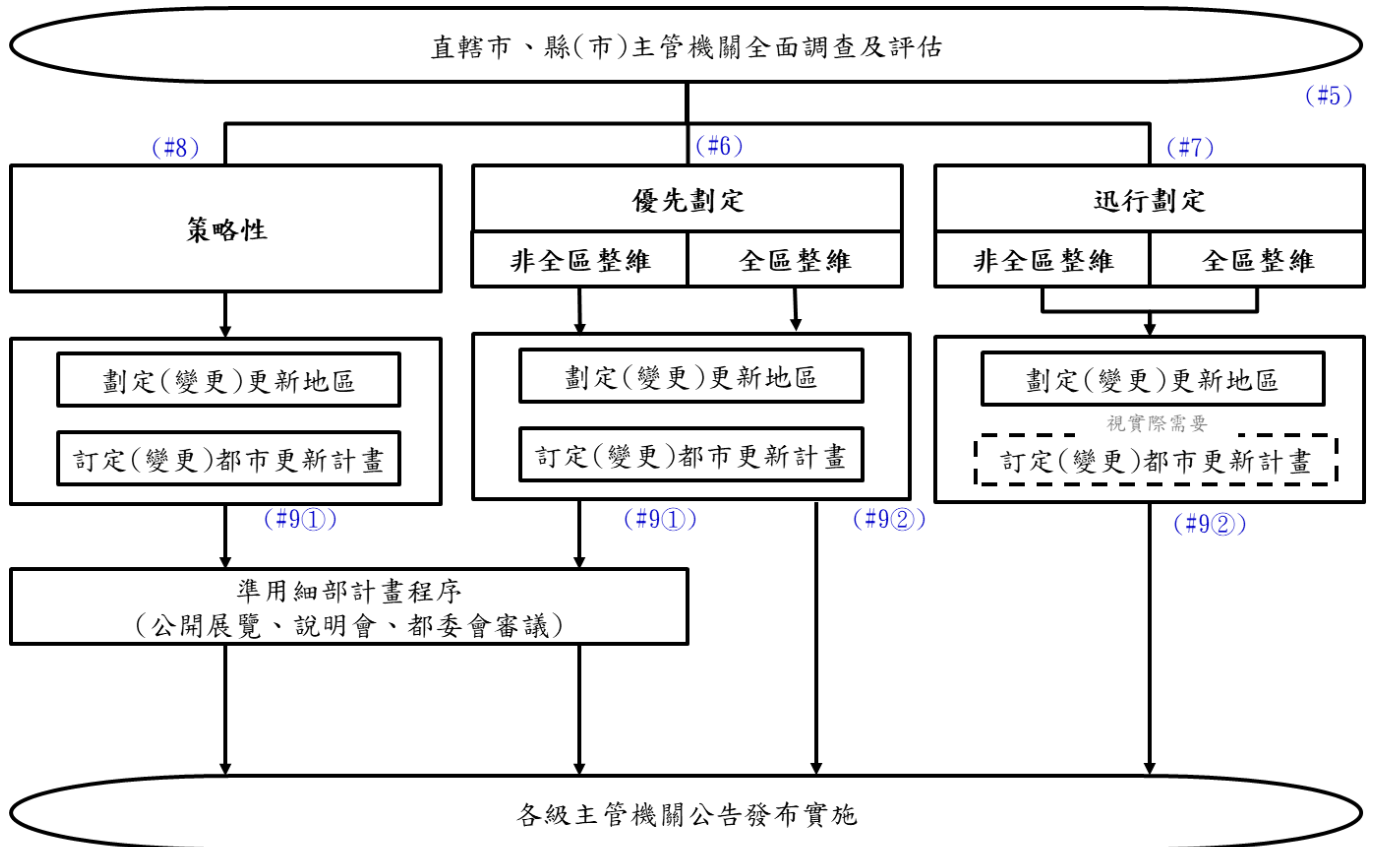 直轄市、縣(市)主管機關全面調查及評估
(#5)
(#8)
(#6)
(#7)
策略性
優先劃定
迅行劃定
非全區整維
全區整維
非全區整維
全區整維
劃定(變更)更新地區
訂定(變更)都市更新計畫
劃定(變更)更新地區
訂定(變更)都市更新計畫
劃定(變更)更新地區
視實際需要
訂定(變更)都市更新計畫
(#9①)
(#9①)
(#9②)
(#9②)
準用細部計畫程序
(公開展覽、說明會、都委會審議)
各級主管機關公告發布實施